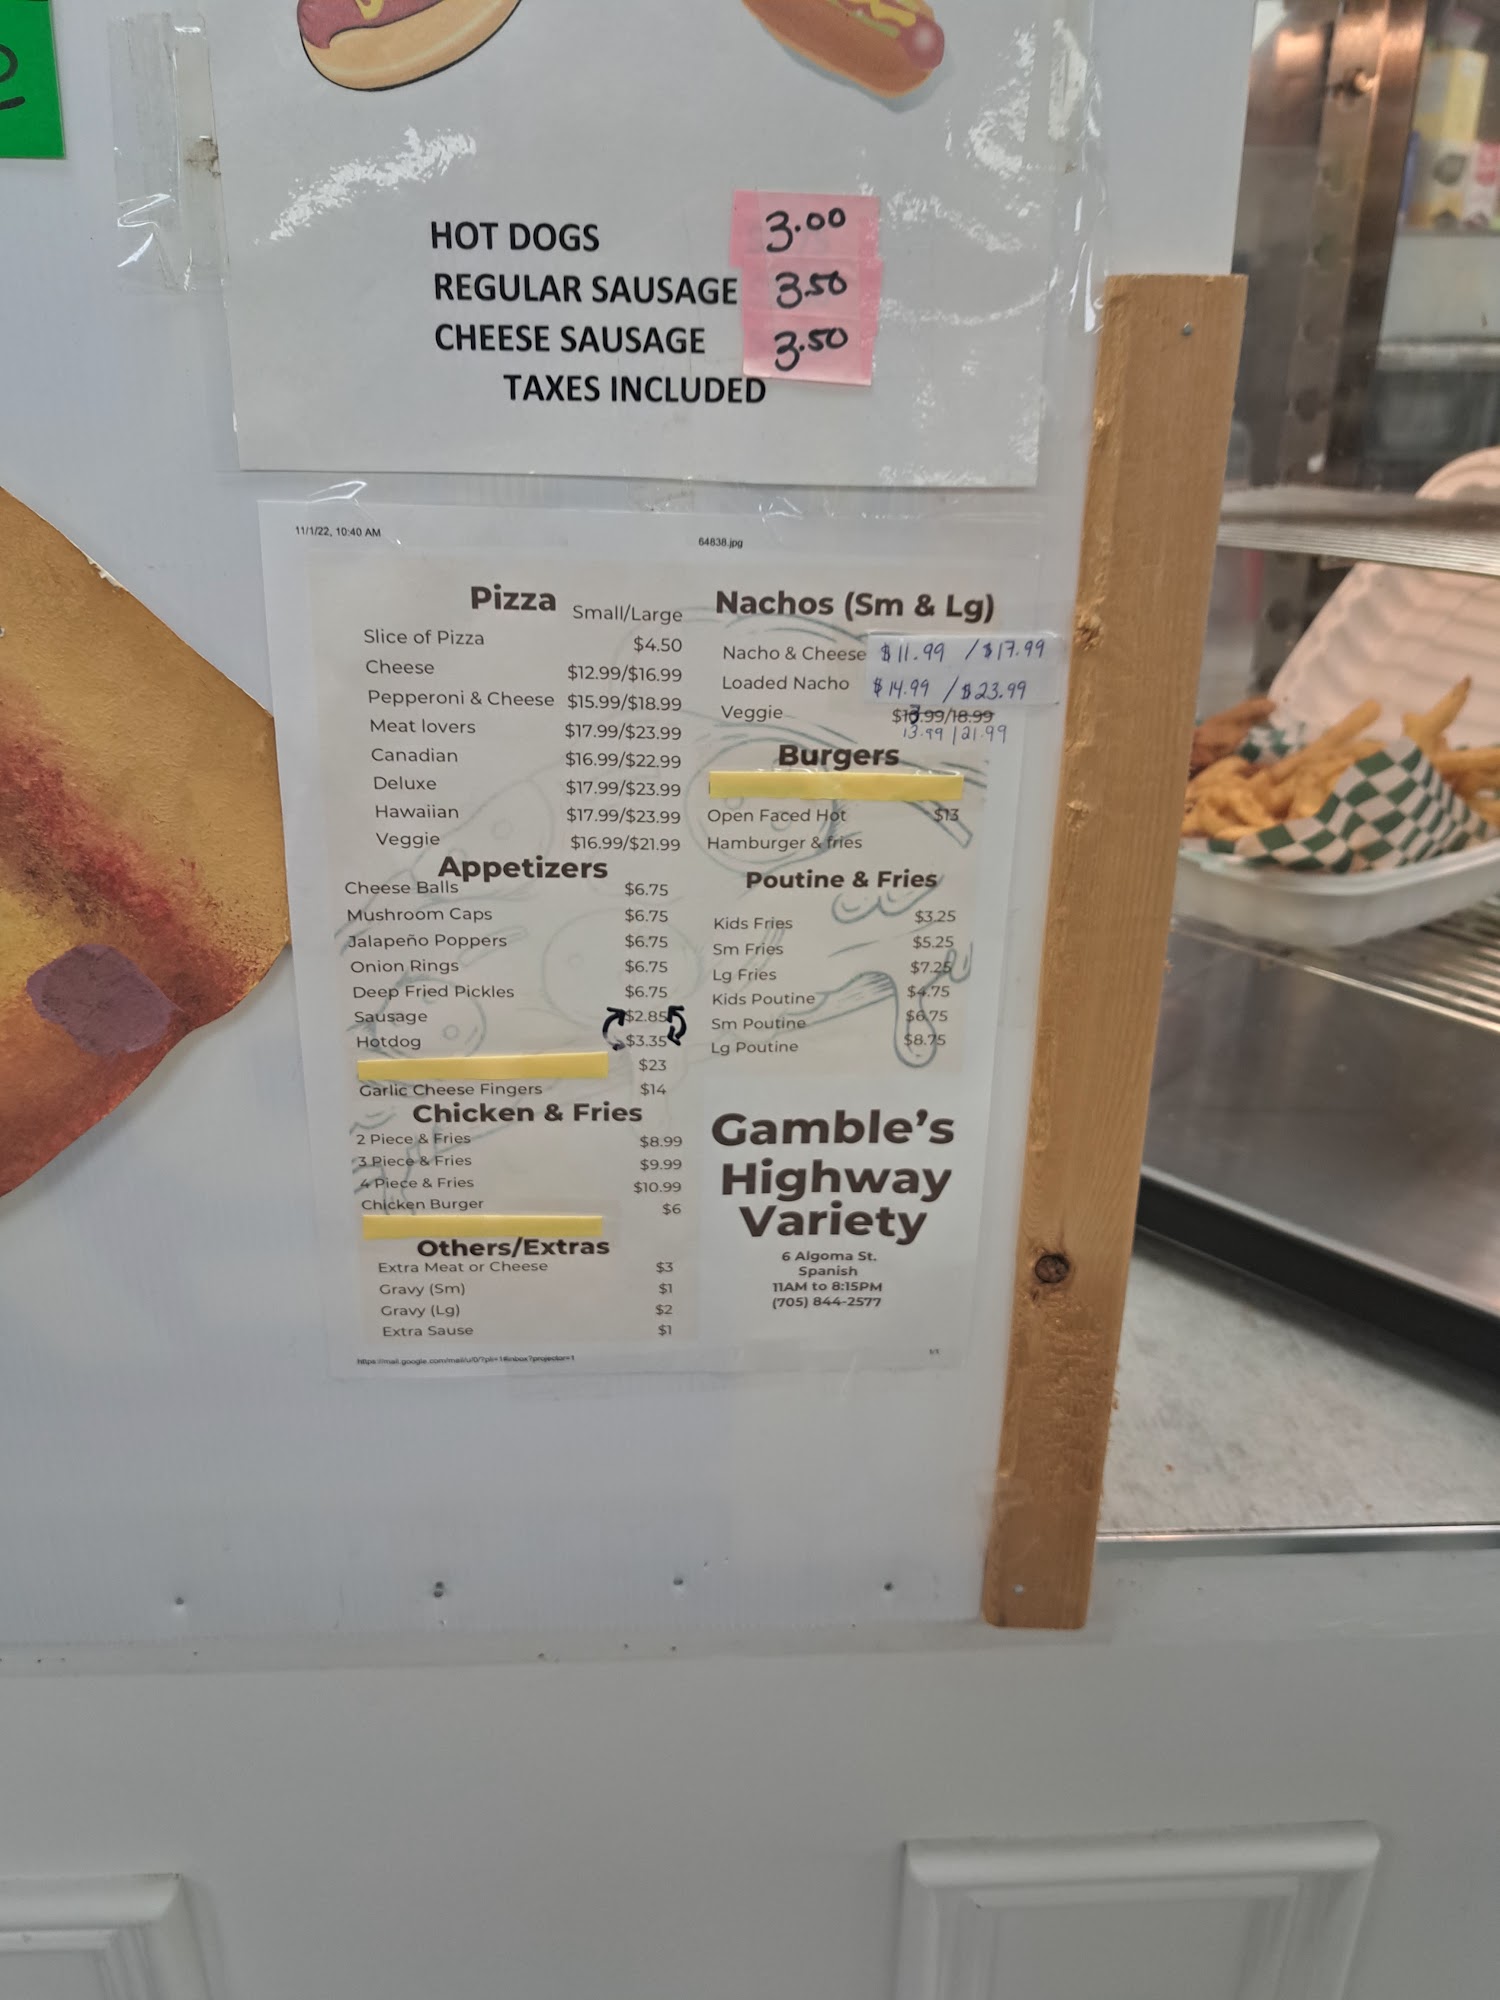 HOT DOGS 3.00
REGULAR SAUSAGE 3.50
CHEESE SAUSAGE 3.50
TAXES INCLUDED
11/1/22, 10:40 AM
64838.jpg
Pizza Small/Large
Slice of Pizza $4.50
Cheese $12.99/$16.99
Pepperoni & Cheese $15.99/$18.99
Meat lovers $17.99/$23.99
Canadian $16.99/$22.99
Deluxe $17.99/$23.99
Hawaiian $17.99/$23.99
Veggie $16.99/$21.99
Appetizers
Cheese Balls $6.75
Mushroom Caps $6.75
Jalapeño Poppers $6.75
Onion Rings $6.75
Deep Fried Pickles $6.75
Sausage $2.85
Hotdog $3.35
$23
Garlic Cheese Fingers $14
Chicken & Fries
2 Piece & Fries $8.99
3 Piece & Fries $9.99
4 Piece & Fries $10.99
Chicken Burger $6
Others/Extras
Extra Meat or Cheese $3
Gravy (Sm) $1
Gravy (Lg) $2
Extra Sause $1
Nachos (Sm & Lg)
Nacho & Cheese $11.99 / $17.99
Loaded Nacho $14.99 / $23.99
Veggie $13.99/18.99
13.99 | 21.99
Burgers
Open Faced Hot $13
Hamburger & fries
Poutine & Fries
Kids Fries $3.25
Sm Fries $5.25
Lg Fries $7.25
Kids Poutine $4.75
Sm Poutine $6.75
Lg Poutine $8.75
Gamble's
Highway
Variety
6 Algoma St.
Spanish
11AM to 8:15PM
(705) 844-2577
1/1